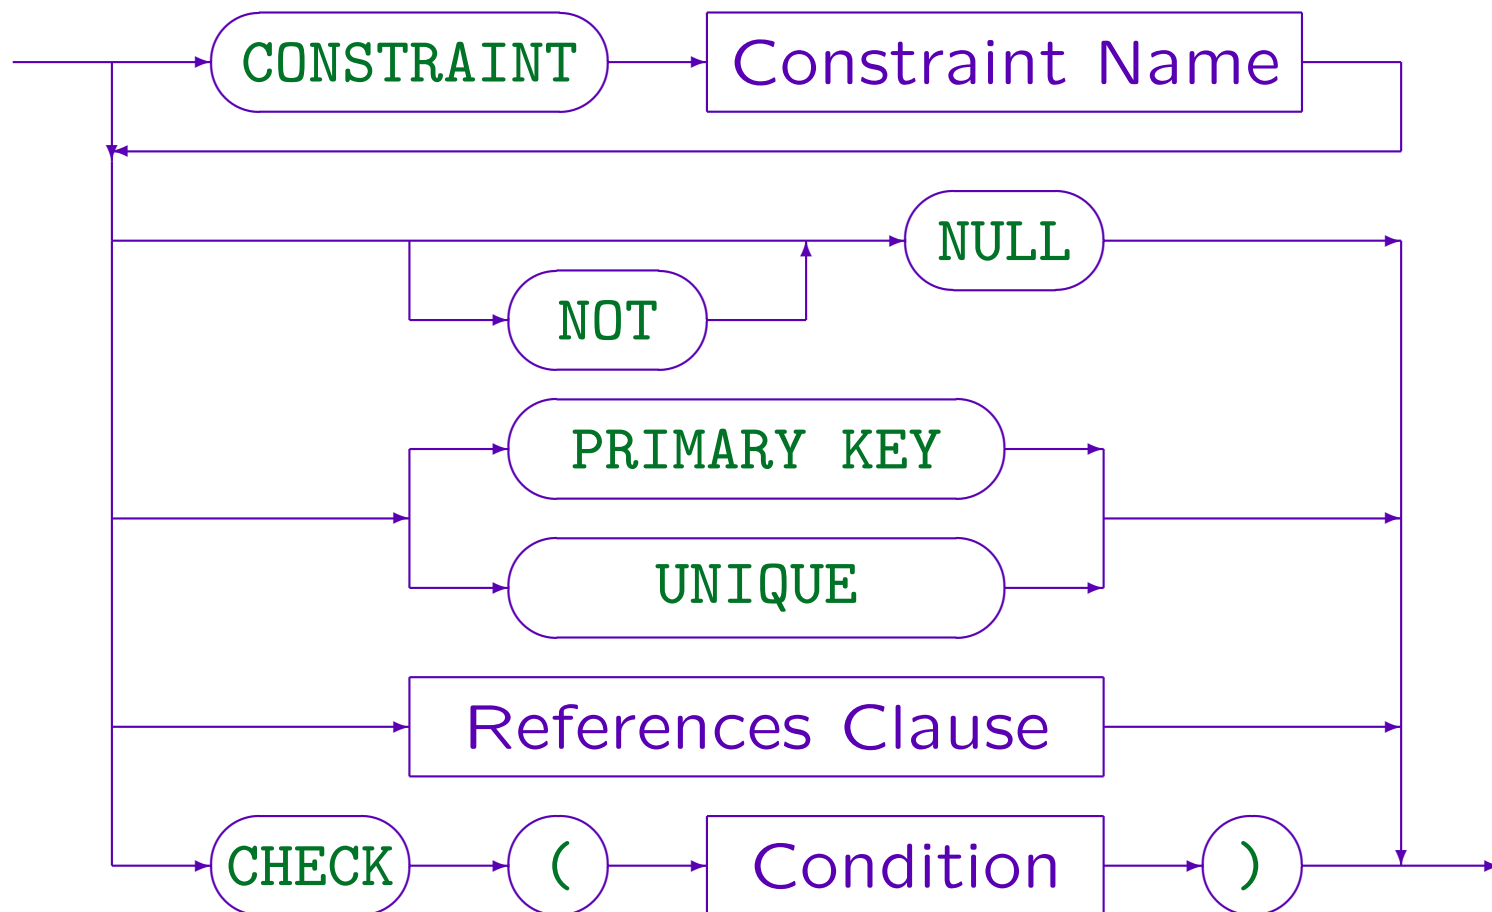 CONSTRAINT Constraint Name
NULL
NOT
PRIMARY KEY
UNIQUE
References Clause
CHECK ( Condition )